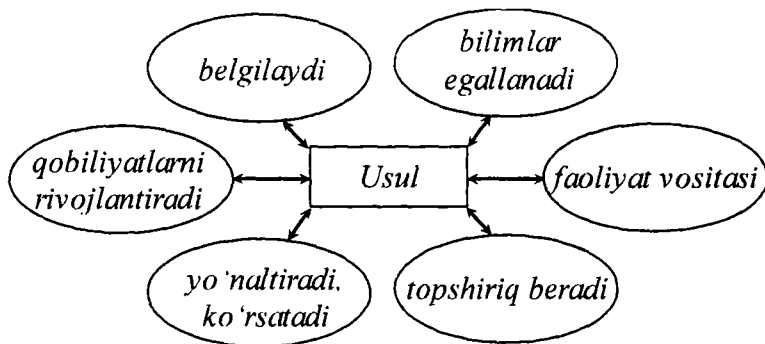 belgilaydi
bilimlar
egallanadi
qobiliyatlarni
rivojlantiradi
Usul
faoliyat vositasi
yo‘naltiradi,
ko‘rsatadi
topshiriq beradi